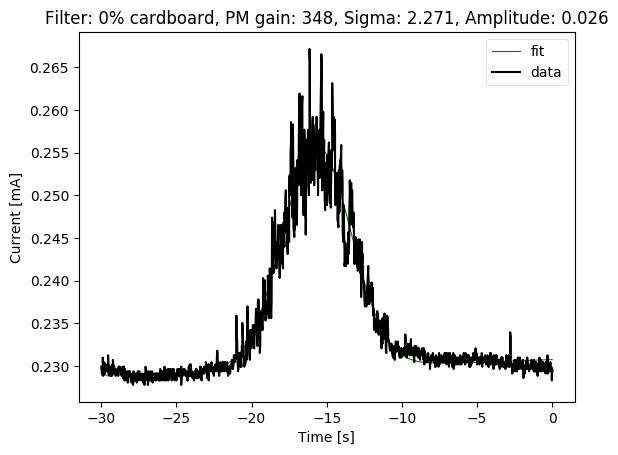 Filter: 0% cardboard, PM gain: 348, Sigma: 2.271, Amplitude: 0.026
fit
data
0.265
0.260
0.255
0.250
0.245
0.240
0.235
0.230
Current [mA]
−30 −25 −20 −15 −10 −5 0
Time [s]